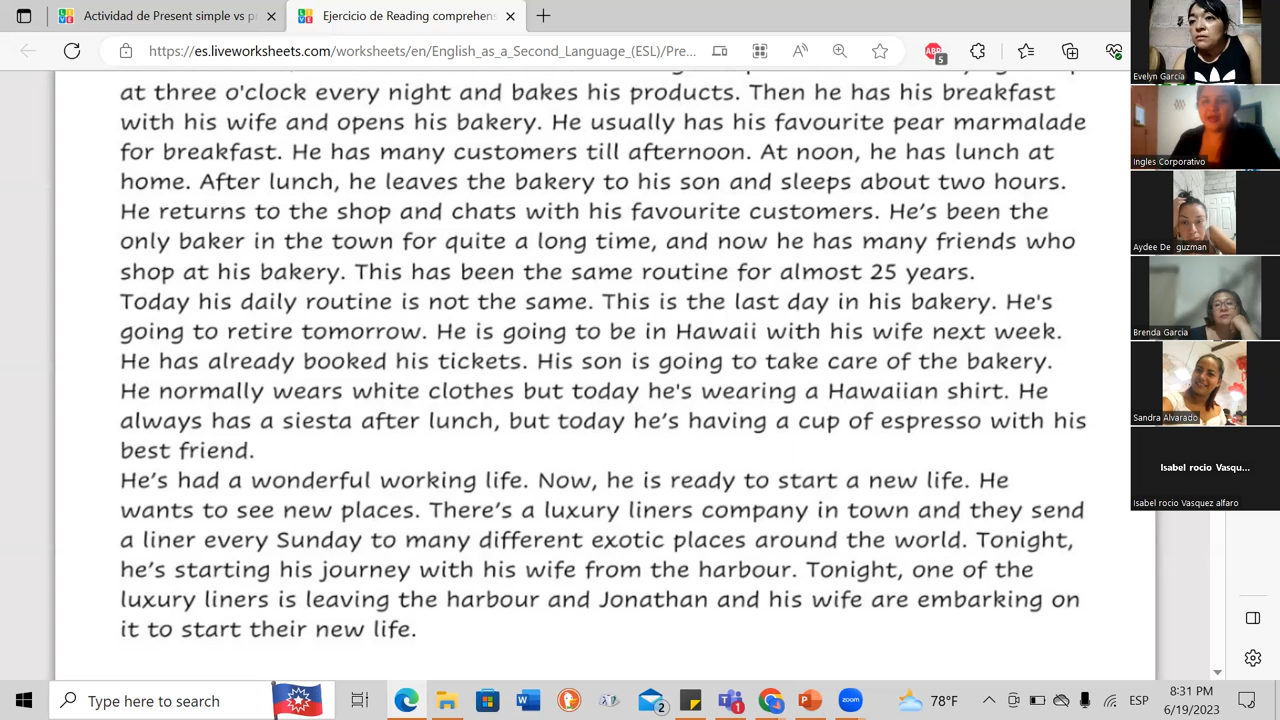 Actividad de Present simple vs pr
Ejercicio de Reading comprehens
https://es.liveworksheets.com/worksheets/en/English_as_a_Second_Language_(ESL)/Pre...
5
at three o'clock every night and bakes his products. Then he has his breakfast
with his wife and opens his bakery. He usually has his favourite pear marmalade
for breakfast. He has many customers till afternoon. At noon, he has lunch at
home. After lunch, he leaves the bakery to his son and sleeps about two hours.
He returns to the shop and chats with his favourite customers. He's been the
only baker in the town for quite a long time, and now he has many friends who
shop at his bakery. This has been the same routine for almost 25 years.
Today his daily routine is not the same. This is the last day in his bakery. He's
going to retire tomorrow. He is going to be in Hawaii with his wife next week.
He has already booked his tickets. His son is going to take care of the bakery.
He normally wears white clothes but today he's wearing a Hawaiian shirt. He
always has a siesta after lunch, but today he's having a cup of espresso with his
best friend.
He's had a wonderful working life. Now, he is ready to start a new life. He
wants to see new places. There's a luxury liners company in town and they send
a liner every Sunday to many different exotic places around the world. Tonight,
he's starting his journey with his wife from the harbour. Tonight, one of the
luxury liners is leaving the harbour and Jonathan and his wife are embarking on
it to start their new life.
Evelyn García
Ingles Corporativo
Aydee De guzman
Brenda Garcia
Sandra Alvarado
Isabel rocio Vasqu...
Isabel rocio Vasquez alfaro
Type here to search
2
1
4
zoom
78°F
ESP
8:31 PM
6/19/2023